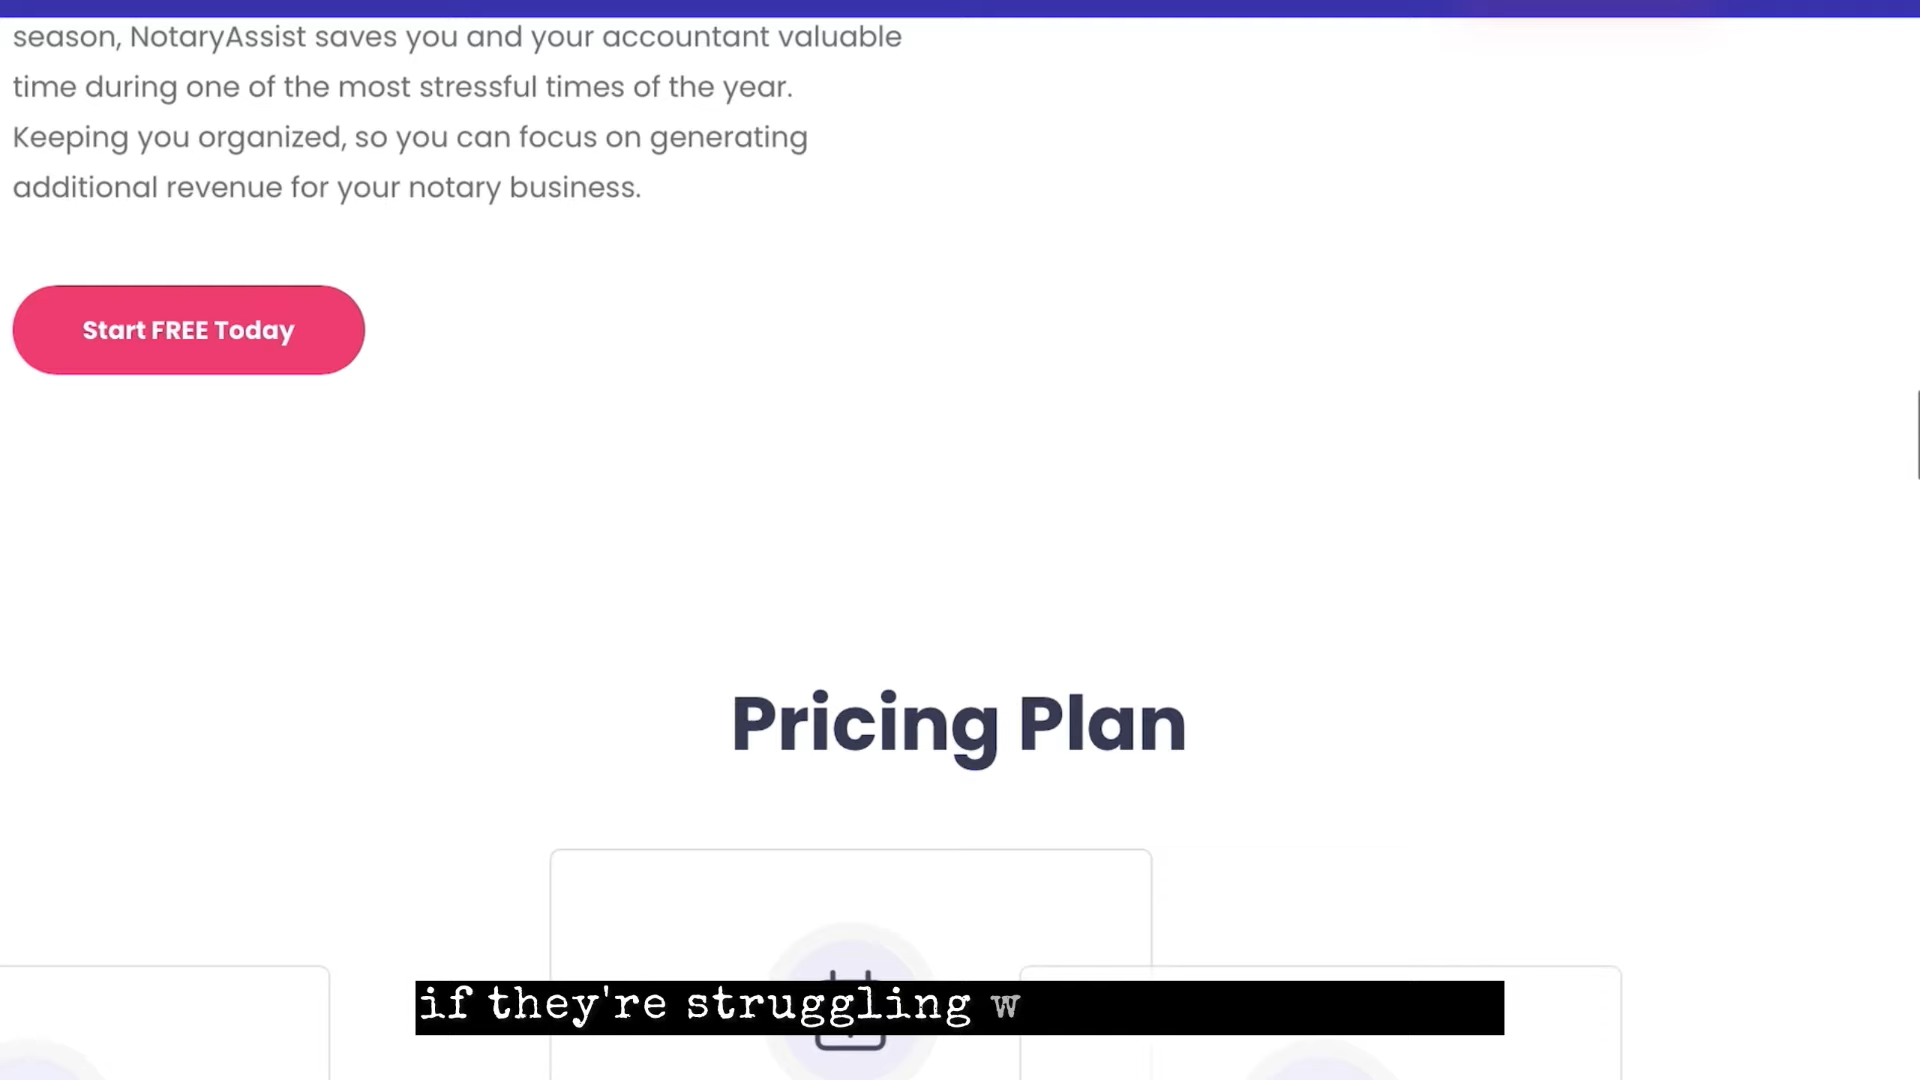 season, NotaryAssist saves you and your accountant valuable
time during one of the most stressful times of the year.
Keeping you organized, so you can focus on generating
additional revenue for your notary business.
Start FREE Today
Pricing Plan
if they're struggling w